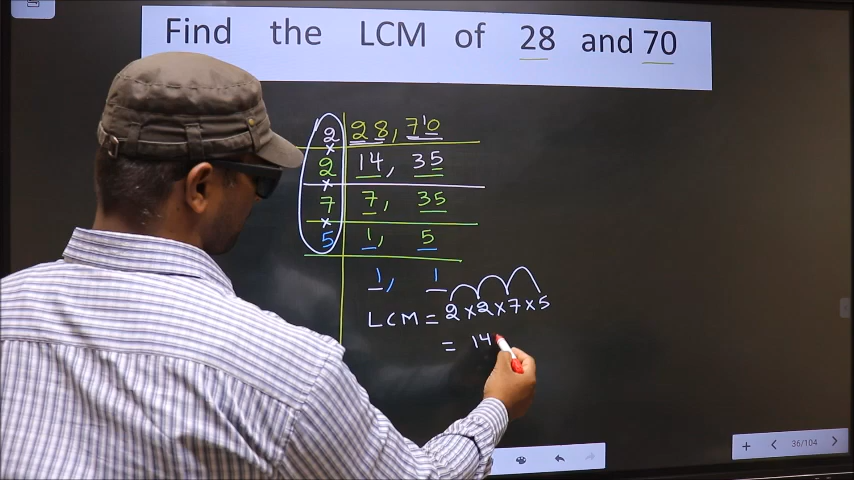 Find the LCM of 28 and 70
2 28, 70
× 
2 14, 35
×
7 7, 35
×
5 1, 5
1, 1
LCM = 2 × 2 × 7 × 5
= 14
+ < 36/104 >